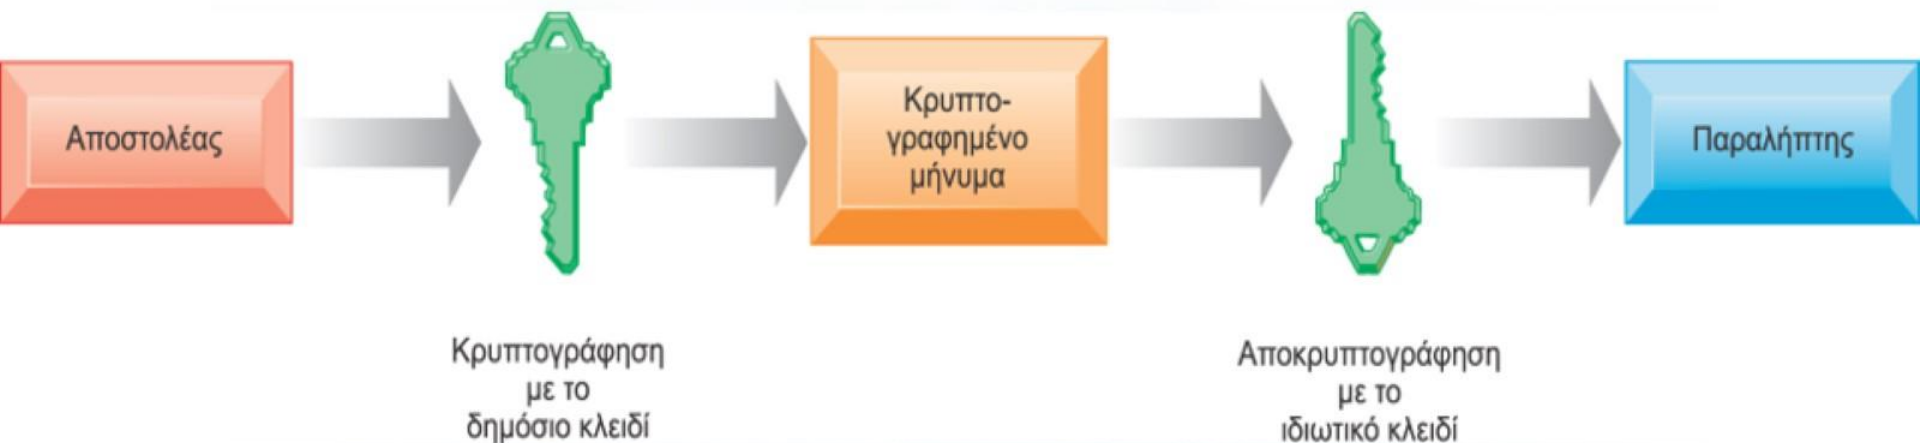 Αποστολέας
Κρυπτο-
γραφημένο
μήνυμα
Παραλήπτης
Κρυπτογράφηση
με το
δημόσιο κλειδί
Αποκρυπτογράφηση
με το
ιδιωτικό κλειδί